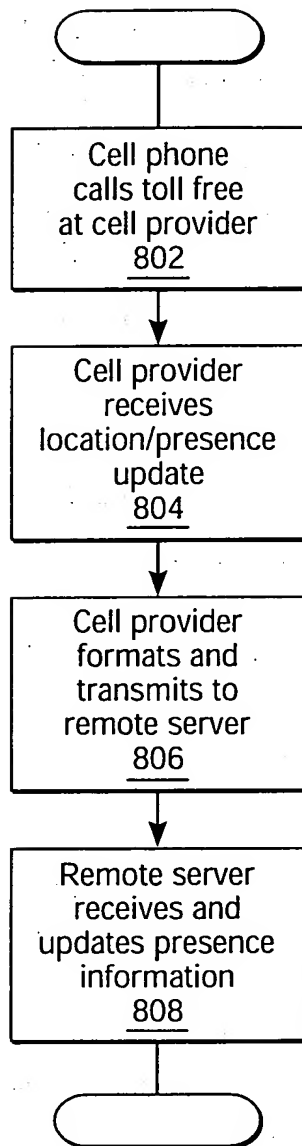 Cell phone
calls toll free
at cell provider
802
Cell provider
receives
location/presence
update
804
Cell provider
formats and
transmits to
remote server
806
Remote server
receives and
updates presence
information
808